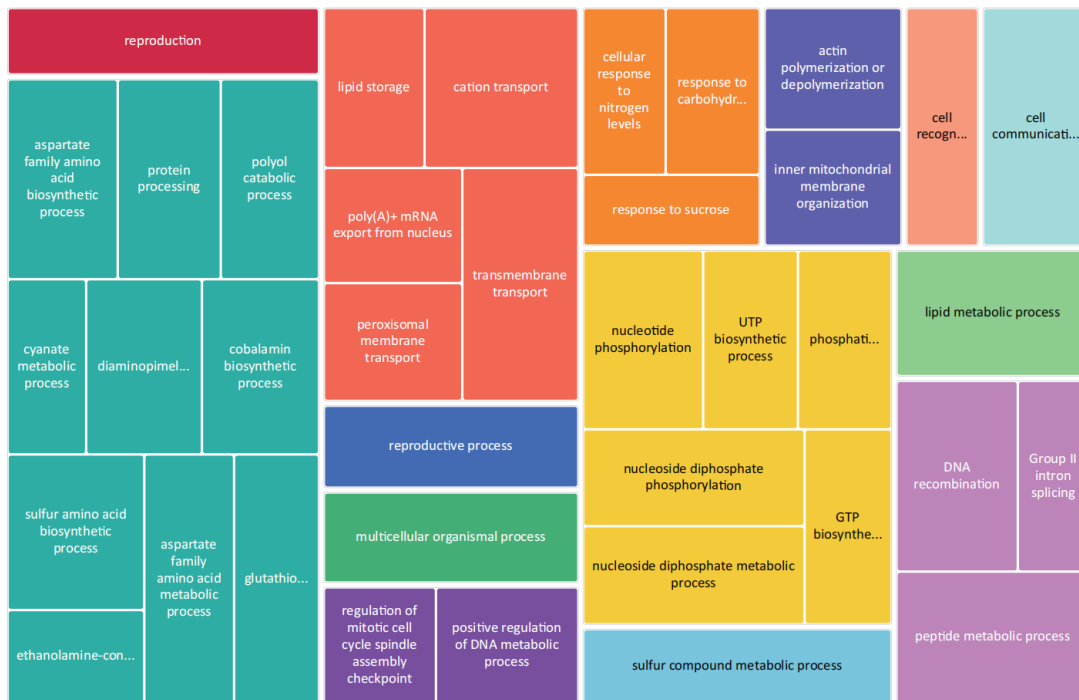 reproduction
aspartate
family amino
acid
biosynthetic
process
protein
processing
polyol
catabolic
process
cyanate
metabolic
process
diaminopimel...
cobalamin
biosynthetic
process
sulfur amino acid
biosynthetic
process
ethanolamine-con...
aspartate
family
amino acid
metabolic
process
glutathio...
lipid storage
cation transport
poly(A)+ mRNA
export from nucleus
peroxisomal
membrane
transport
transmembrane
transport
reproductive process
multicellular organismal process
regulation of
mitotic cell
cycle spindle
assembly
checkpoint
positive regulation
of DNA metabolic
process
cellular
response
to
nitrogen
levels
response to
carbohydr...
response to sucrose
actin
polymerization or
depolymerization
inner mitochondrial
membrane
organization
cell
recogn...
cell
communicati...
nucleotide
phosphorylation
UTP
biosynthetic
process
phosphati...
nucleoside diphosphate
phosphorylation
nucleoside diphosphate metabolic
process
GTP
biosynthe...
sulfur compound metabolic process
lipid metabolic process
DNA
recombination
Group II
intron
splicing
peptide metabolic process